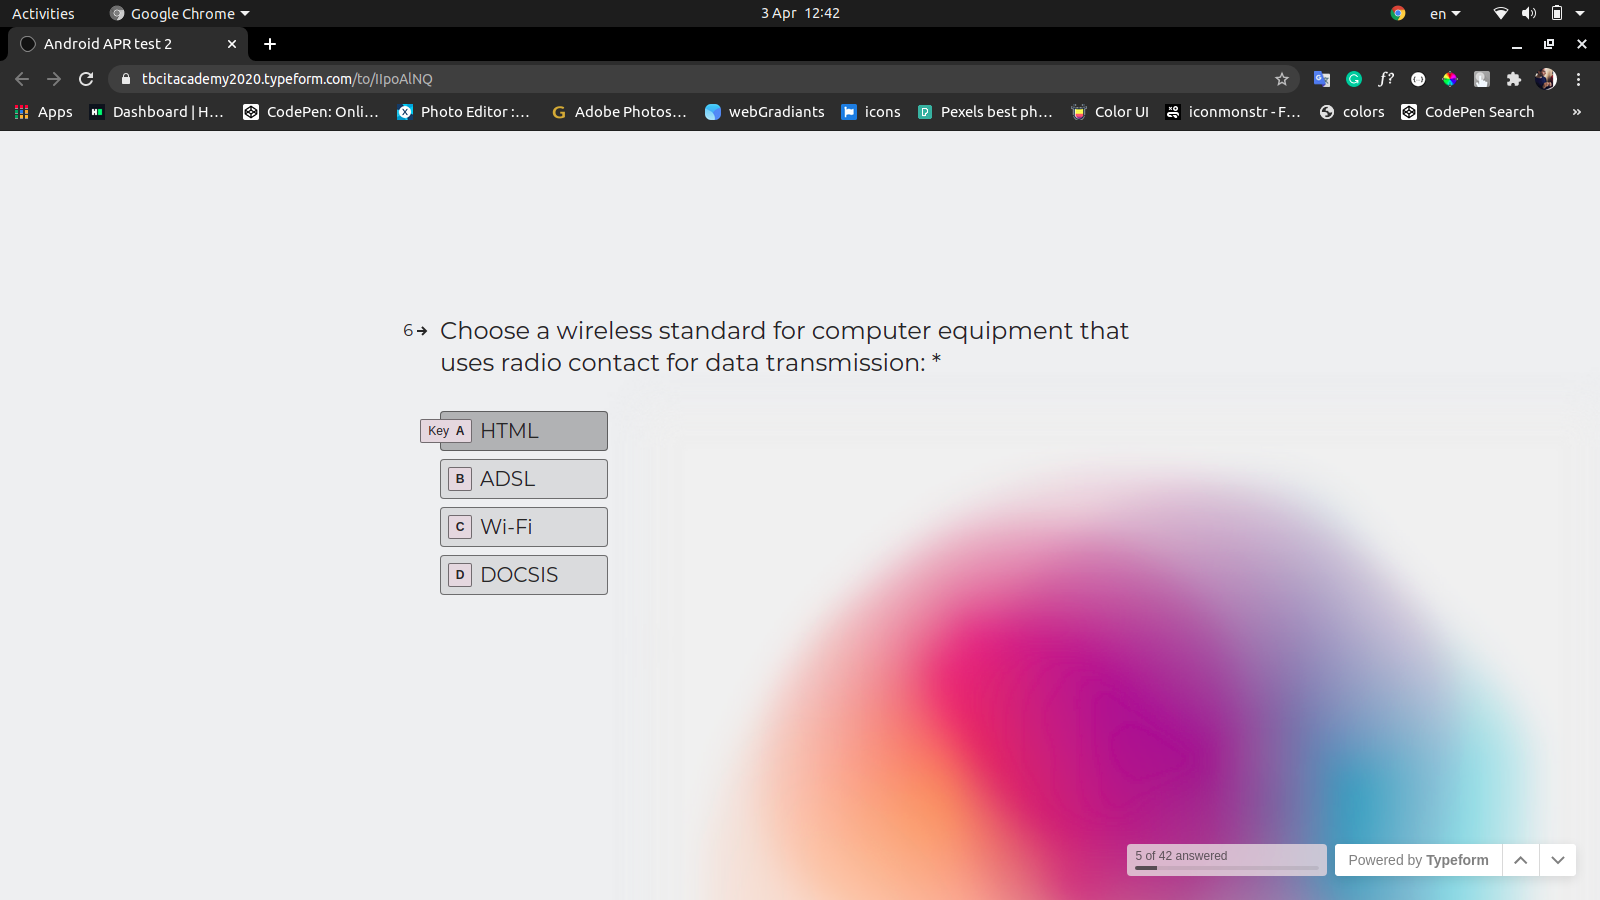 Activities Google Chrome 3 Apr 12:42 en
Android APR test 2
tbcitacademy2020.typeform.com/to/IIpoAlNQ
Apps Dashboard | H... CodePen: Onli... Photo Editor :... Adobe Photos... webGradiants icons Pexels best ph... Color UI iconmonstr - F... colors CodePen Search »
6 Choose a wireless standard for computer equipment that
uses radio contact for data transmission: *
Key A HTML
B ADSL
C Wi-Fi
D DOCSIS
5 of 42 answered
Powered by Typeform